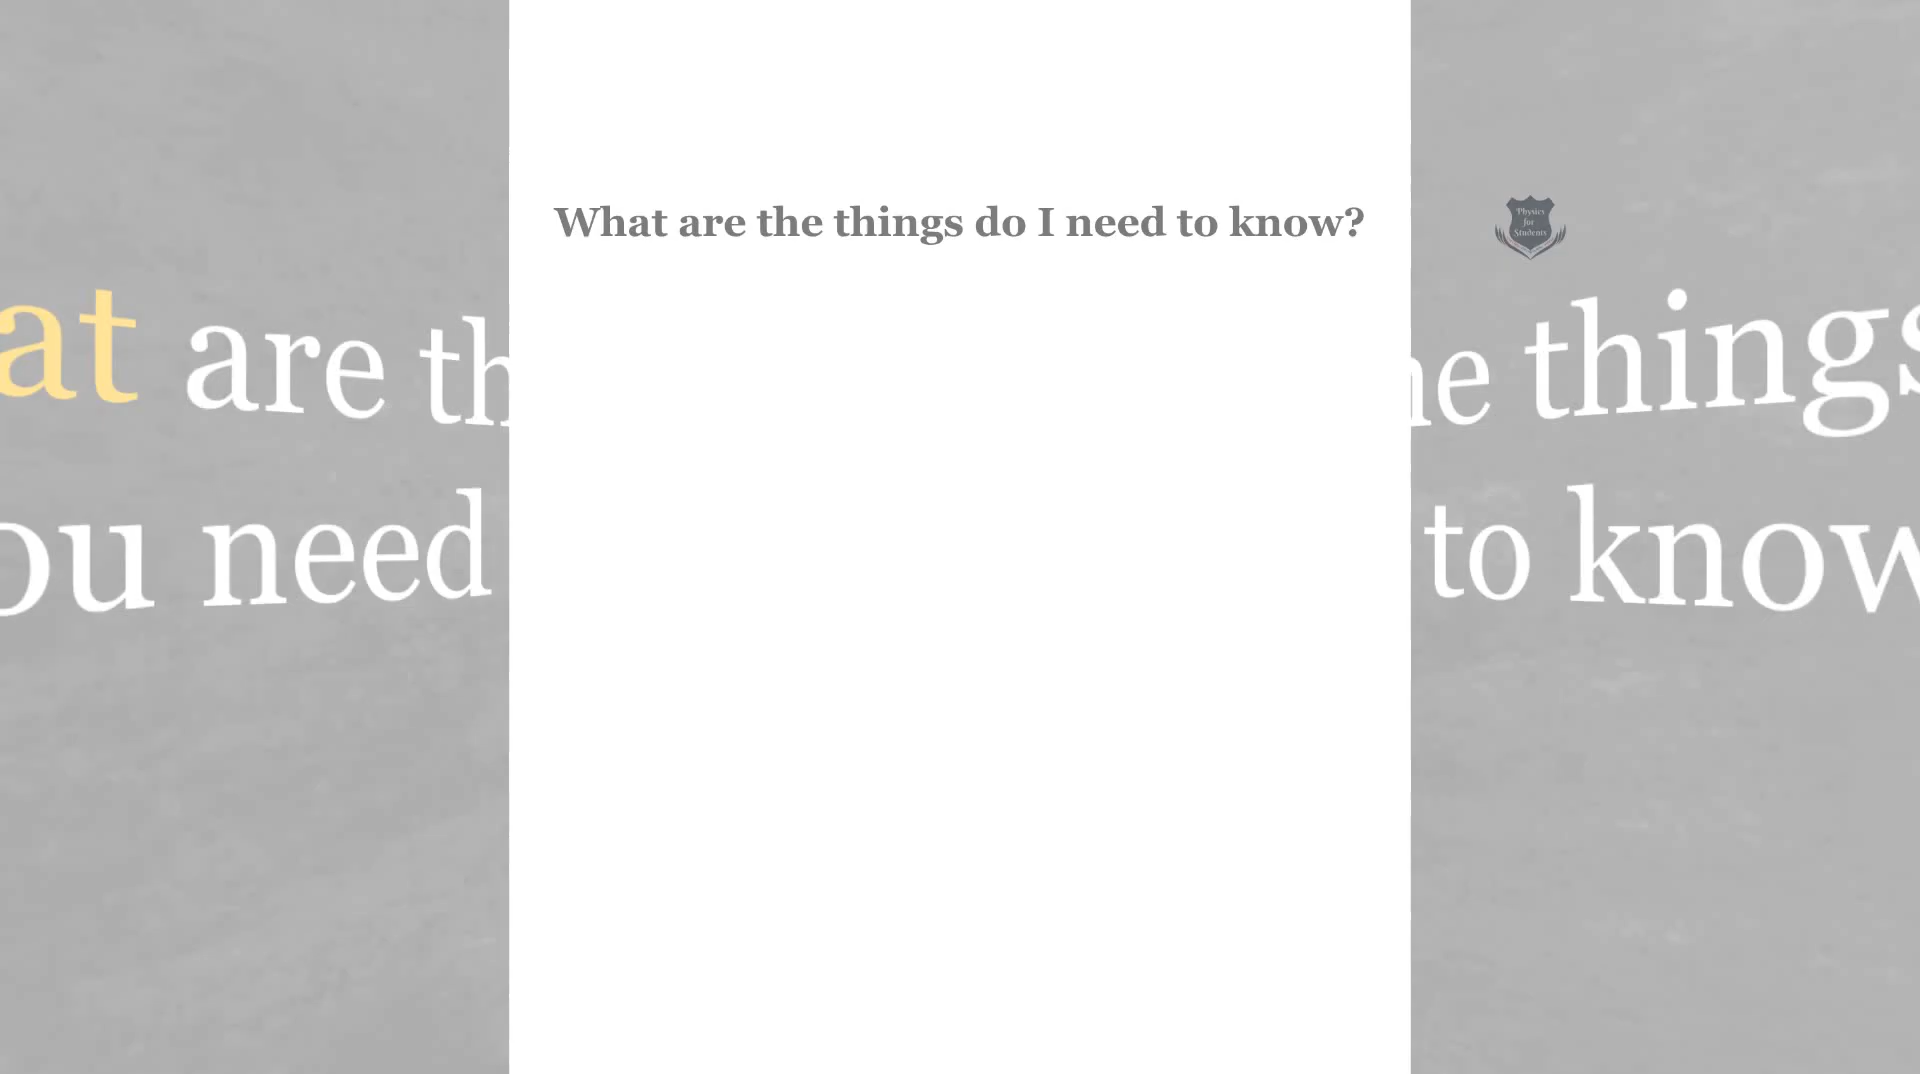 What are the things do I need to know?
Physics
for
Students
at are th
he things
ou need
to know